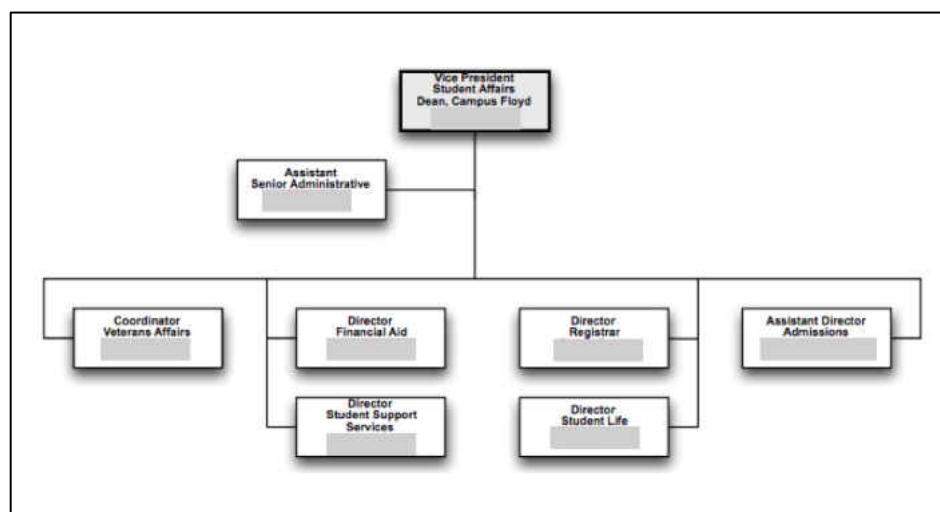 Vice President
Student Affairs
Dean, Campus Floyd
Assistant
Senior Administrative
Coordinator
Veterans Affairs
Director
Financial Aid
Director
Registrar
Assistant Director
Admissions
Director
Student Support
Services
Director
Student Life